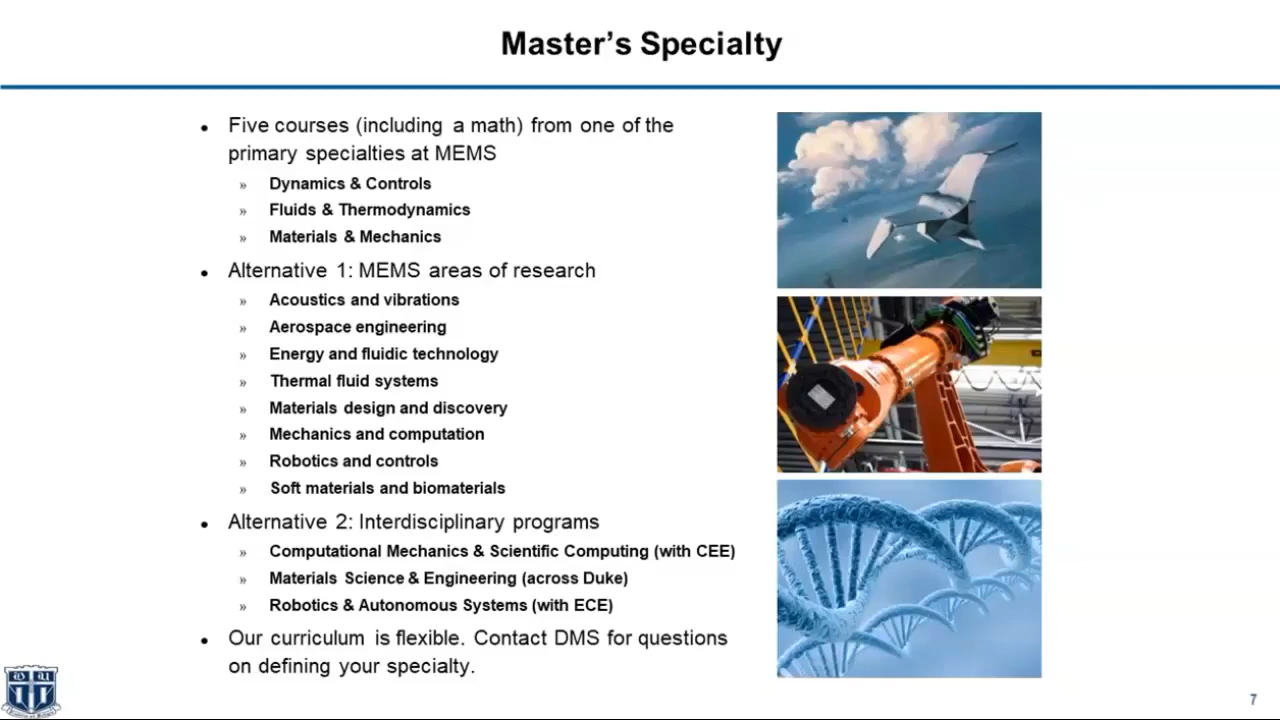 Master's Specialty
• Five courses (including a math) from one of the
primary specialties at MEMS
» Dynamics & Controls
» Fluids & Thermodynamics
» Materials & Mechanics
• Alternative 1: MEMS areas of research
» Acoustics and vibrations
» Aerospace engineering
» Energy and fluidic technology
» Thermal fluid systems
» Materials design and discovery
» Mechanics and computation
» Robotics and controls
» Soft materials and biomaterials
• Alternative 2: Interdisciplinary programs
» Computational Mechanics & Scientific Computing (with CEE)
» Materials Science & Engineering (across Duke)
» Robotics & Autonomous Systems (with ECE)
• Our curriculum is flexible. Contact DMS for questions
on defining your specialty.
7